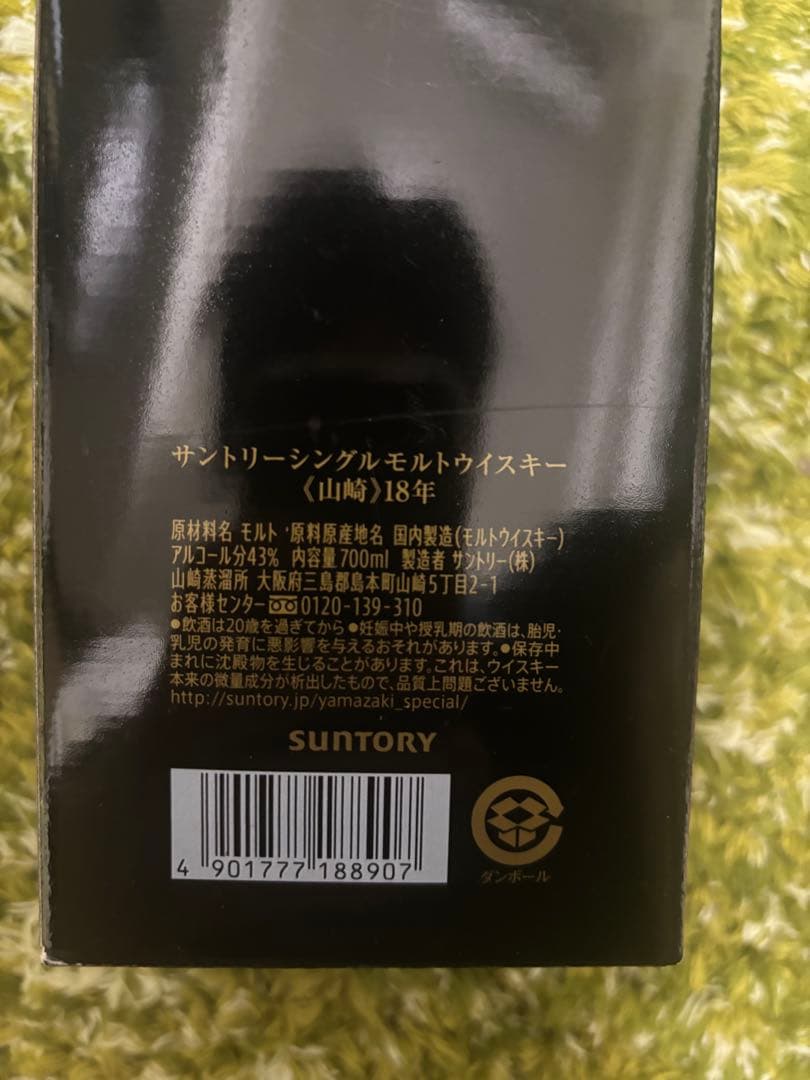 サントリーシングルモルトウイスキー
《山崎》18年
原材料名 モルト・原料原産地名 国内製造(モルトウイスキー)
アルコール分43% 内容量700ml 製造者 サントリー(株)
山崎蒸溜所 大阪府三島郡島本町山崎5丁目2-1
お客様センター 0120-139-310
●飲酒は20歳を過ぎてから●妊娠中や授乳期の飲酒は、胎児・
乳児の発育に悪影響を与えるおそれがあります。●保存中
まれに沈殿物を生じることがあります。これは、ウイスキー
本来の微量成分が析出したもので、品質上問題ございません。
http://suntory.jp/yamazaki_special/
SUNTORY
4 901777 188907
ダンボール